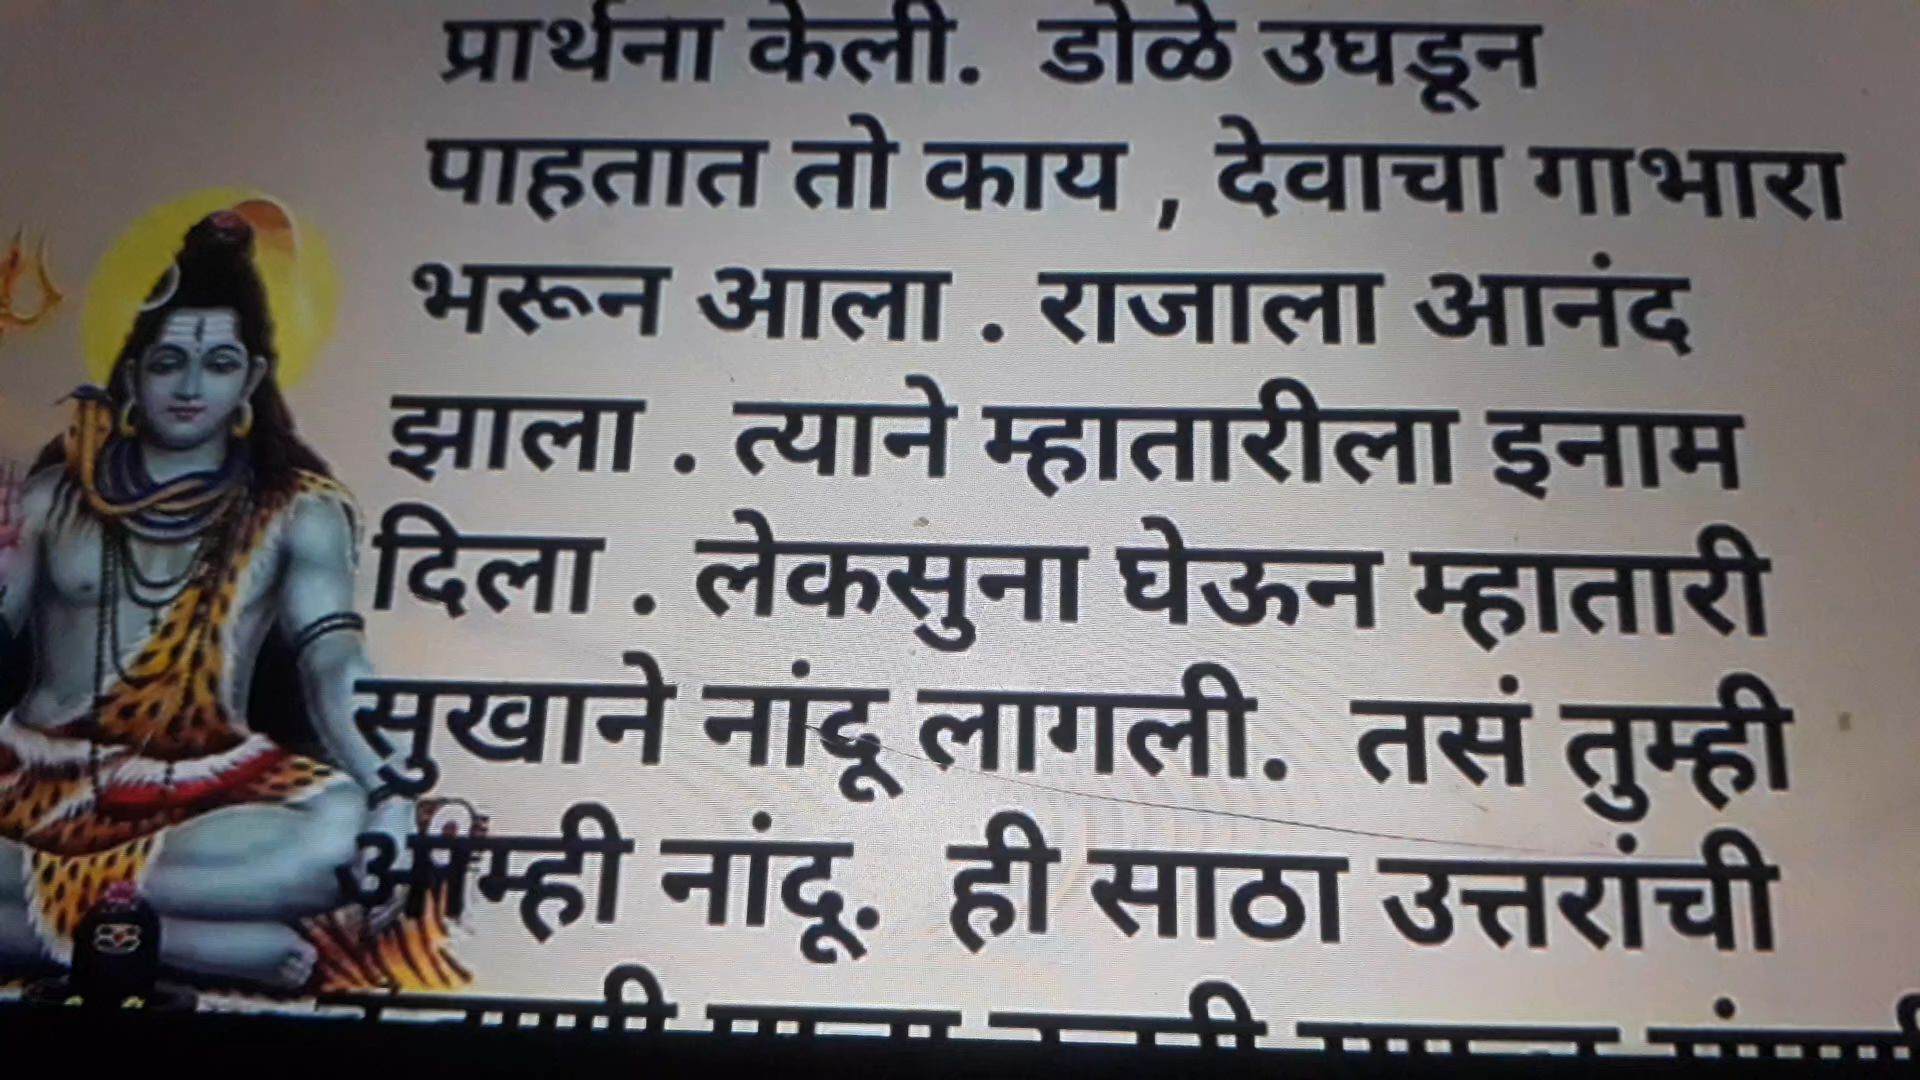 प्रार्थना केली. डोळे उघडून
पाहतात तो काय , देवाचा गाभारा
भरून आला . राजाला आनंद
झाला . त्याने म्हातारीला इनाम
दिला . लेकसुना घेऊन म्हातारी
सुखाने नांदू लागली. तसं तुम्ही
आम्ही नांदू. ही साठा उत्तरांची